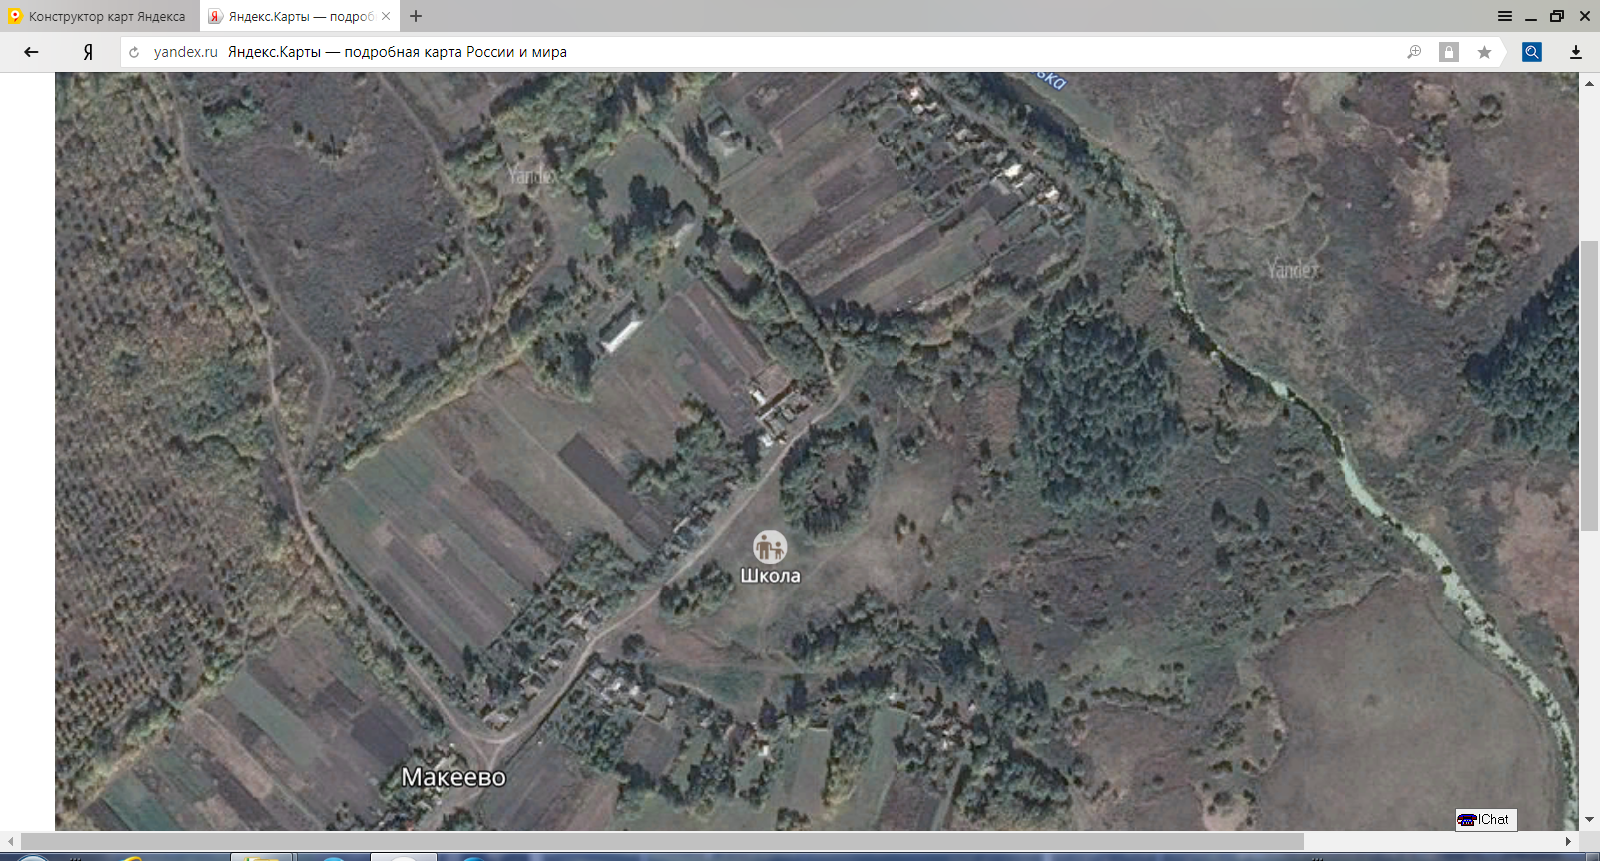 Конструктор карт Яндекса
Яндекс.Карты — подроб
yandex.ru Яндекс.Карты — подробная карта России и мира
ька
Yandex
Yandex
Школа
Макеево
IChat